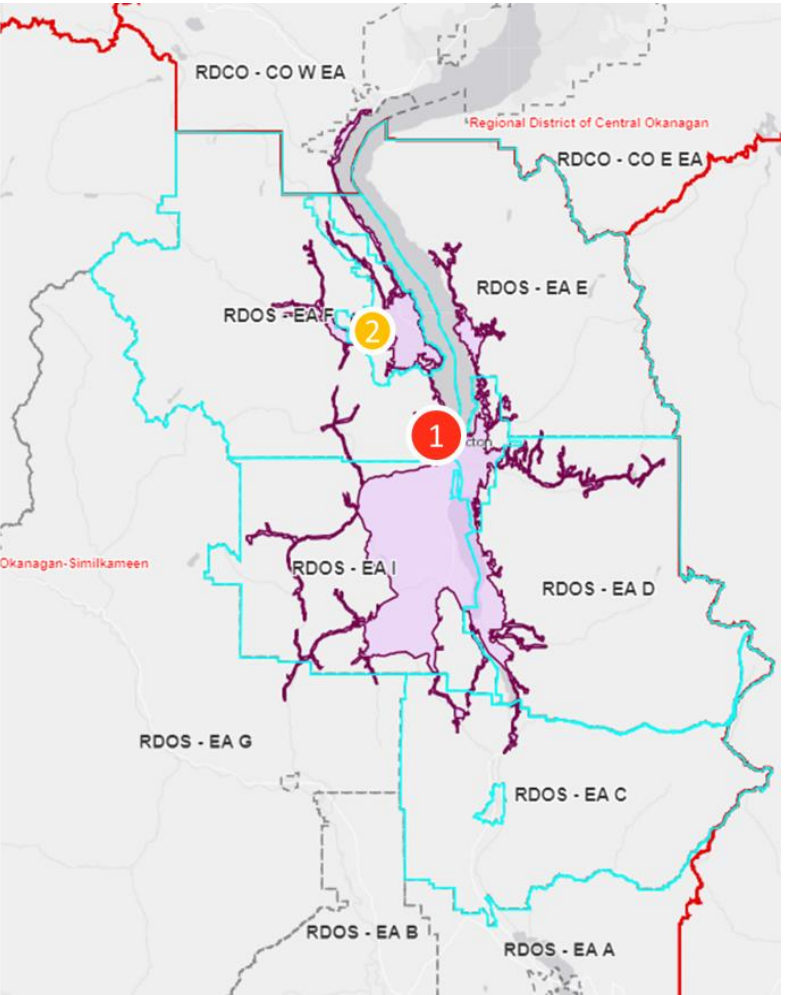 RDCO - CO W EA
Regional District of Central Okanagan
RDCO - CO E EA
RDOS - EA E
RDOS - EA F
2
1
cton
Okanagan-Similkameen
RDOS - EA I
RDOS - EA D
RDOS - EA G
RDOS - EA C
RDOS - EA B
RDOS - EA A